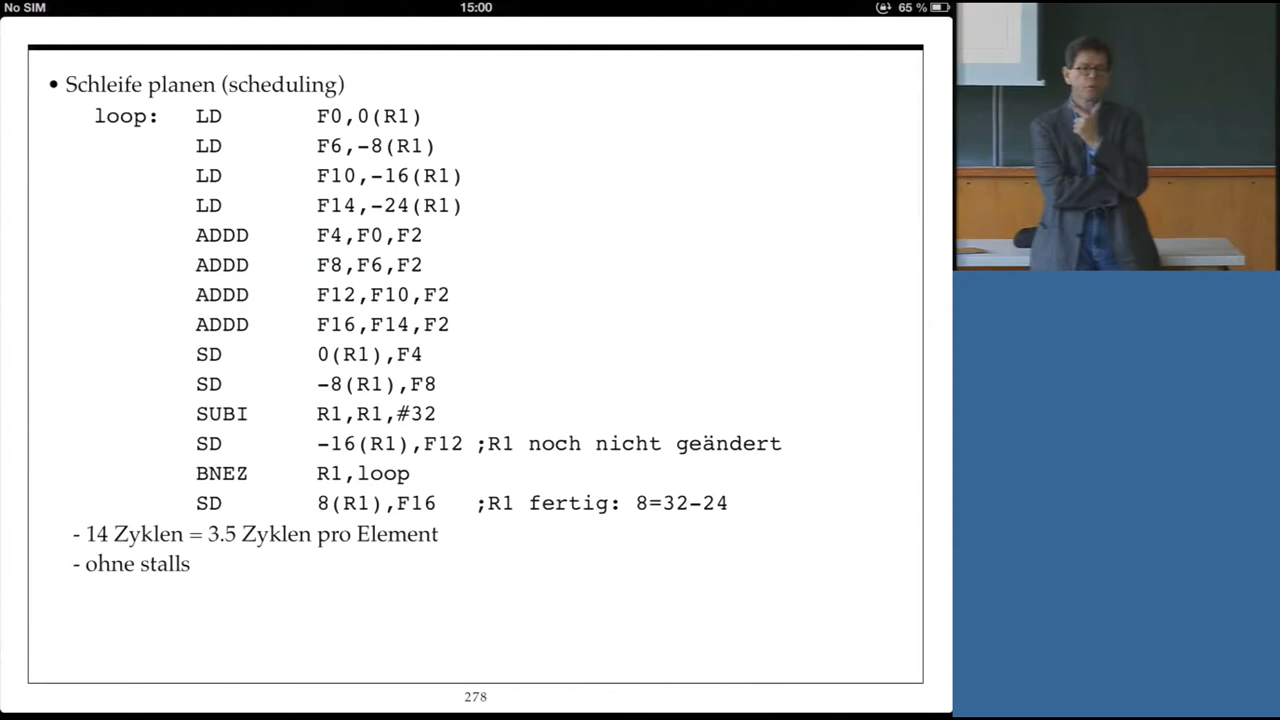 No SIM 15:00 65 %
• Schleife planen (scheduling)
loop: LD F0,0(R1)
LD F6,-8(R1)
LD F10,-16(R1)
LD F14,-24(R1)
ADDD F4,F0,F2
ADDD F8,F6,F2
ADDD F12,F10,F2
ADDD F16,F14,F2
SD 0(R1),F4
SD -8(R1),F8
SUBI R1,R1,#32
SD -16(R1),F12 ;R1 noch nicht geändert
BNEZ R1,loop
SD 8(R1),F16 ;R1 fertig: 8=32-24
- 14 Zyklen = 3.5 Zyklen pro Element
- ohne stalls
278